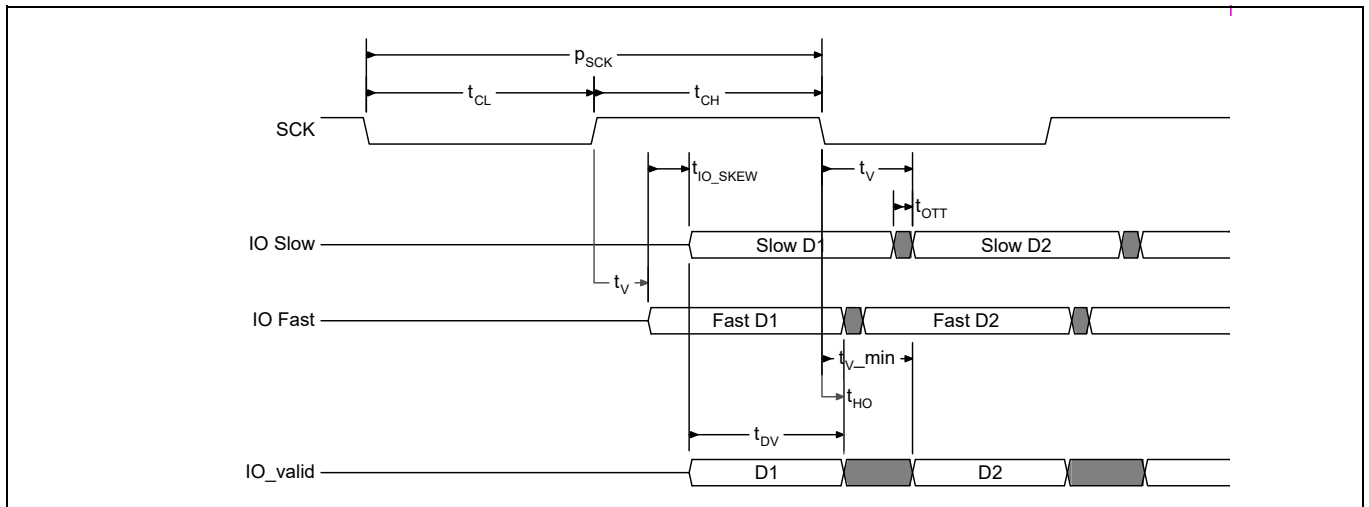 pSCK
tCL
tCH
SCK
tIO_SKEW
tV
tOTT
IO Slow
Slow D1
Slow D2
tV
IO Fast
Fast D1
Fast D2
tV_min
tHO
tDV
IO_valid
D1
D2